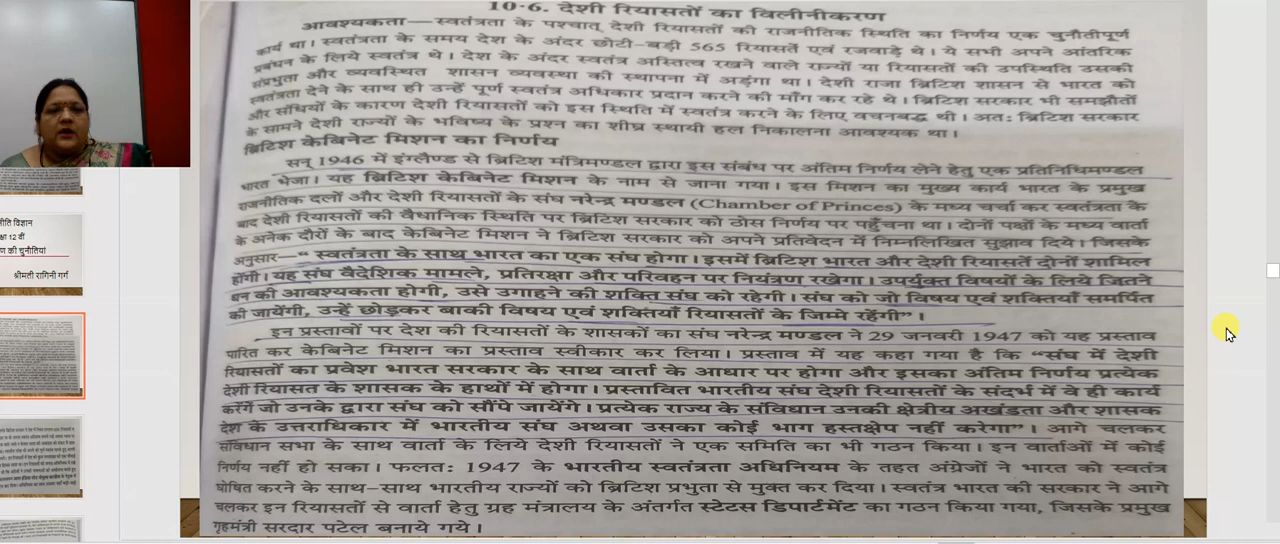 10·6. देशी रियासतों का विलीनीकरण
आवश्यकता—स्वतंत्रता के पश्चात् देशी रियासतों की राजनीतिक स्थिति का निर्णय एक चुनौतीपूर्ण
कार्य था। स्वतंत्रता के समय देश के अंदर छोटी-बड़ी 565 रियासतें एवं रजवाड़े थे। ये सभी अपने आंतरिक
प्रबंधन के लिये स्वतंत्र थे। देश के अंदर स्वतंत्र अस्तित्व रखने वाले राज्यों या रियासतों की उपस्थिति उसकी
संप्रभुता और व्यवस्थित शासन व्यवस्था की स्थापना में अड़ंगा था। देशी राजा ब्रिटिश शासन से भारत को
स्वतंत्रता देने के साथ ही उन्हें पूर्ण स्वतंत्र अधिकार प्रदान करने की माँग कर रहे थे। ब्रिटिश सरकार भी समझौतों
और संधियों के कारण देशी रियासतों को इस स्थिति में स्वतंत्र करने के लिए वचनबद्ध थी। अतः ब्रिटिश सरकार
के सामने देशी राज्यों के भविष्य के प्रश्न का शीघ्र स्थायी हल निकालना आवश्यक था।
ब्रिटिश केबिनेट मिशन का निर्णय
सन् 1946 में इंग्लैण्ड से ब्रिटिश मंत्रिमण्डल द्वारा इस संबंध पर अंतिम निर्णय लेने हेतु एक प्रतिनिधिमण्डल
भारत भेजा। यह ब्रिटिश केबिनेट मिशन के नाम से जाना गया। इस मिशन का मुख्य कार्य भारत के प्रमुख
राजनीतिक दलों और देशी रियासतों के संघ नरेन्द्र मण्डल (Chamber of Princes) के मध्य चर्चा कर स्वतंत्रता के
बाद देशी रियासतों की वैधानिक स्थिति पर ब्रिटिश सरकार को ठोस निर्णय पर पहुँचना था। दोनों पक्षों के मध्य वार्ता
के अनेक दौरों के बाद केबिनेट मिशन ने ब्रिटिश सरकार को अपने प्रतिवेदन में निम्नलिखित सुझाव दिये। जिसके
अनुसार—" स्वतंत्रता के साथ भारत का एक संघ होगा। इसमें ब्रिटिश भारत और देशी रियासतें दोनों शामिल
होंगी। यह संघ वैदेशिक मामले, प्रतिरक्षा और परिवहन पर नियंत्रण रखेगा। उपर्युक्त विषयों के लिये जितने
धन की आवश्यकता होगी, उसे उगाहने की शक्ति संघ को रहेगी। संघ को जो विषय एवं शक्तियाँ समर्पित
की जायेंगी, उन्हें छोड़कर बाकी विषय एवं शक्तियाँ रियासतों के जिम्मे रहेंगी"।
इन प्रस्तावों पर देश की रियासतों के शासकों का संघ नरेन्द्र मण्डल ने 29 जनवरी 1947 को यह प्रस्ताव
पारित कर केबिनेट मिशन का प्रस्ताव स्वीकार कर लिया। प्रस्ताव में यह कहा गया है कि "संघ में देशी
रियासतों का प्रवेश भारत सरकार के साथ वार्ता के आधार पर होगा और इसका अंतिम निर्णय प्रत्येक
देशी रियासत के शासक के हाथों में होगा। प्रस्तावित भारतीय संघ देशी रियासतों के संदर्भ में वे ही कार्य
करेंगें जो उनके द्वारा संघ को सौंपे जायेंगे। प्रत्येक राज्य के संविधान उनकी क्षेत्रीय अखंडता और शासक
देश के उत्तराधिकार में भारतीय संघ अथवा उसका कोई भाग हस्तक्षेप नहीं करेगा"। आगे चलकर
संविधान सभा के साथ वार्ता के लिये देशी रियासतों ने एक समिति का भी गठन किया। इन वार्ताओं में कोई
निर्णय नहीं हो सका। फलतः 1947 के भारतीय स्वतंत्रता अधिनियम के तहत अंग्रेजों ने भारत को स्वतंत्र
घोषित करने के साथ-साथ भारतीय राज्यों को ब्रिटिश प्रभुता से मुक्त कर दिया। स्वतंत्र भारत की सरकार ने आगे
चलकर इन रियासतों से वार्ता हेतु ग्रह मंत्रालय के अंतर्गत स्टेटस डिपार्टमेंट का गठन किया गया, जिसके प्रमुख
गृहमंत्री सरदार पटेल बनाये गये।
नीति विज्ञान
क्षा 12 वीं
ण की चुनौतियां
श्रीमती रागिनी गर्ग